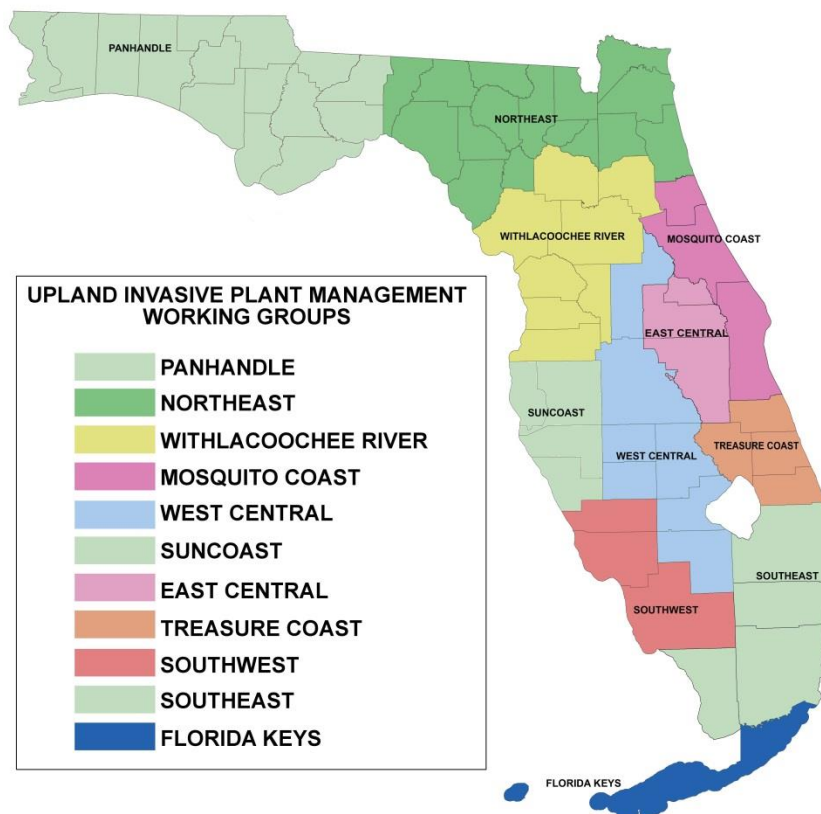 PANHANDLE
NORTHEAST
WITHLACOOCHEE RIVER
MOSQUITO COAST
UPLAND INVASIVE PLANT MANAGEMENT
WORKING GROUPS
PANHANDLE
NORTHEAST
WITHLACOOCHEE RIVER
MOSQUITO COAST
WEST CENTRAL
SUNCOAST
EAST CENTRAL
TREASURE COAST
SOUTHWEST
SOUTHEAST
FLORIDA KEYS
EAST CENTRAL
SUNCOAST
WEST CENTRAL
TREASURE COAST
SOUTHEAST
SOUTHWEST
FLORIDA KEYS